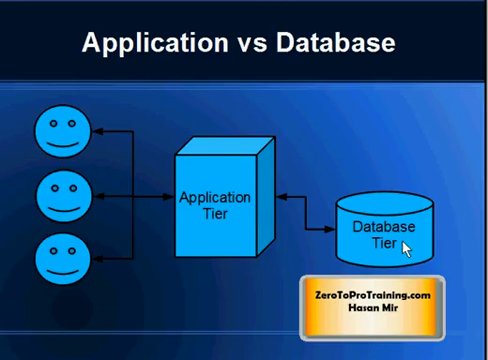 Application vs Database
Application
Tier
Database
Tier
ZeroToProTraining.com
Hasan Mir